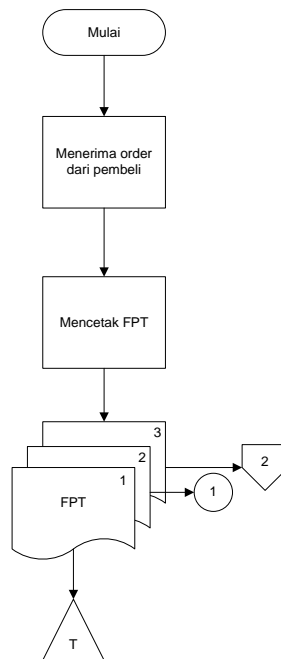 Mulai
Menerima order
dari pembeli
Mencetak FPT
3
2
1
FPT
2
1
T